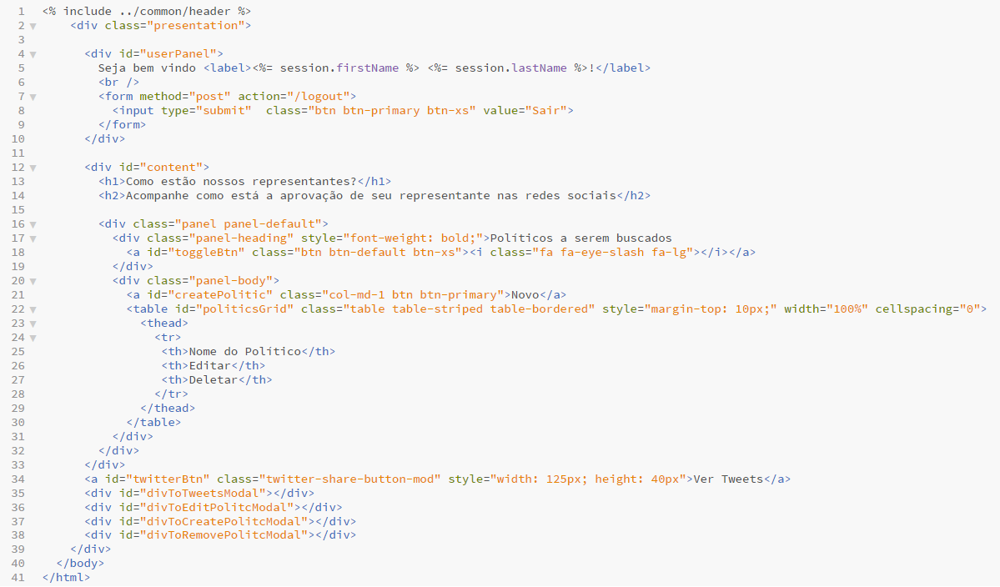 1 <% include ../common/header %>
2 <div class="presentation">
3
4 <div id="userPanel">
5 Seja bem vindo <label><%= session.firstName %> <%= session.lastName %>!</label>
6 <br />
7 <form method="post" action="/logout">
8 <input type="submit"  class="btn btn-primary btn-xs" value="Sair">
9 </form>
10 </div>
11
12 <div id="content">
13 <h1>Como estão nossos representantes?</h1>
14 <h2>Acompanhe como está a aprovação de seu representante nas redes sociais</h2>
15
16 <div class="panel panel-default">
17 <div class="panel-heading" style="font-weight: bold;">Políticos a serem buscados
18 <a id="toggleBtn" class="btn btn-default btn-xs"><i class="fa fa-eye-slash fa-lg"></i></a>
19 </div>
20 <div class="panel-body">
21 <a id="createPolitic" class="col-md-1 btn btn-primary">Novo</a>
22 <table id="politicsGrid" class="table table-striped table-bordered" style="margin-top: 10px;" width="100%" cellspacing="0">
23 <thead>
24 <tr>
25 <th>Nome do Político</th>
26 <th>Editar</th>
27 <th>Deletar</th>
28 </tr>
29 </thead>
30 </table>
31 </div>
32 </div>
33 </div>
34 <a id="twitterBtn" class="twitter-share-button-mod" style="width: 125px; height: 40px">Ver Tweets</a>
35 <div id="divToTweetsModal"></div>
36 <div id="divToEditPolitcModal"></div>
37 <div id="divToCreatePolitcModal"></div>
38 <div id="divToRemovePolitcModal"></div>
39 </div>
40 </body>
41 </html>